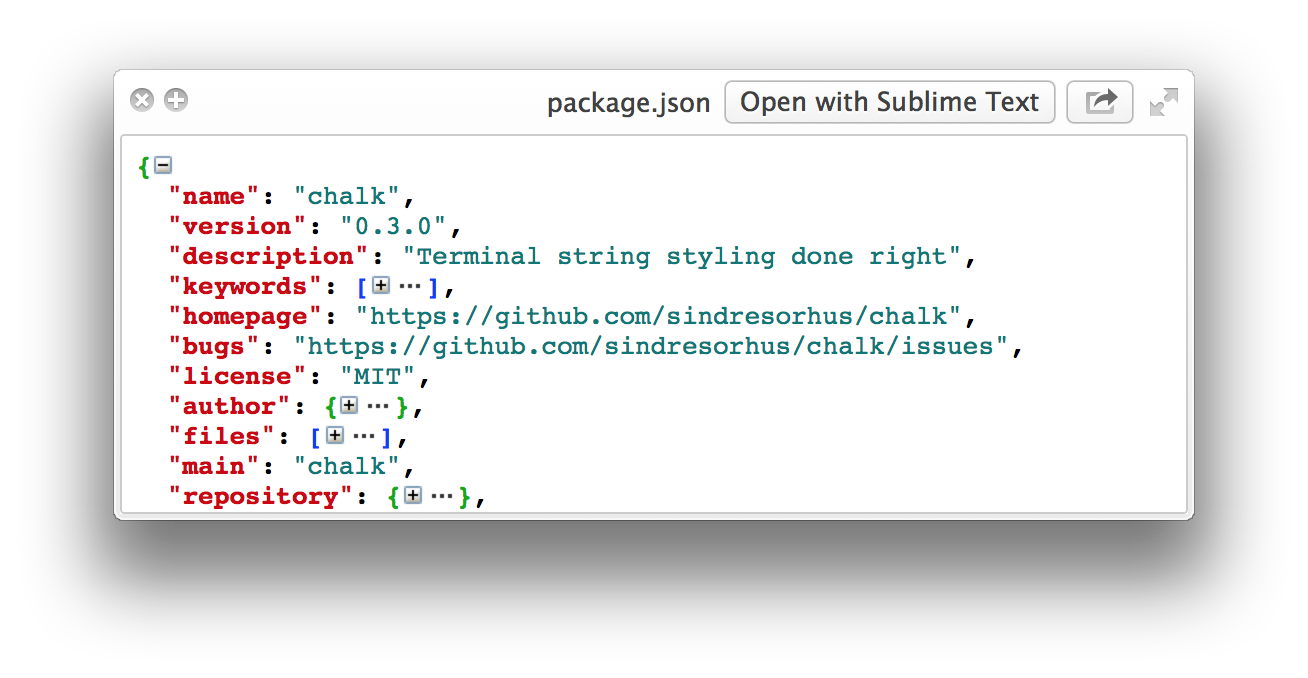 package.json Open with Sublime Text
{
"name": "chalk",
"version": "0.3.0",
"description": "Terminal string styling done right",
"keywords": [ ··· ],
"homepage": "https://github.com/sindresorhus/chalk",
"bugs": "https://github.com/sindresorhus/chalk/issues",
"license": "MIT",
"author": { ··· },
"files": [ ··· ],
"main": "chalk",
"repository": { ··· },